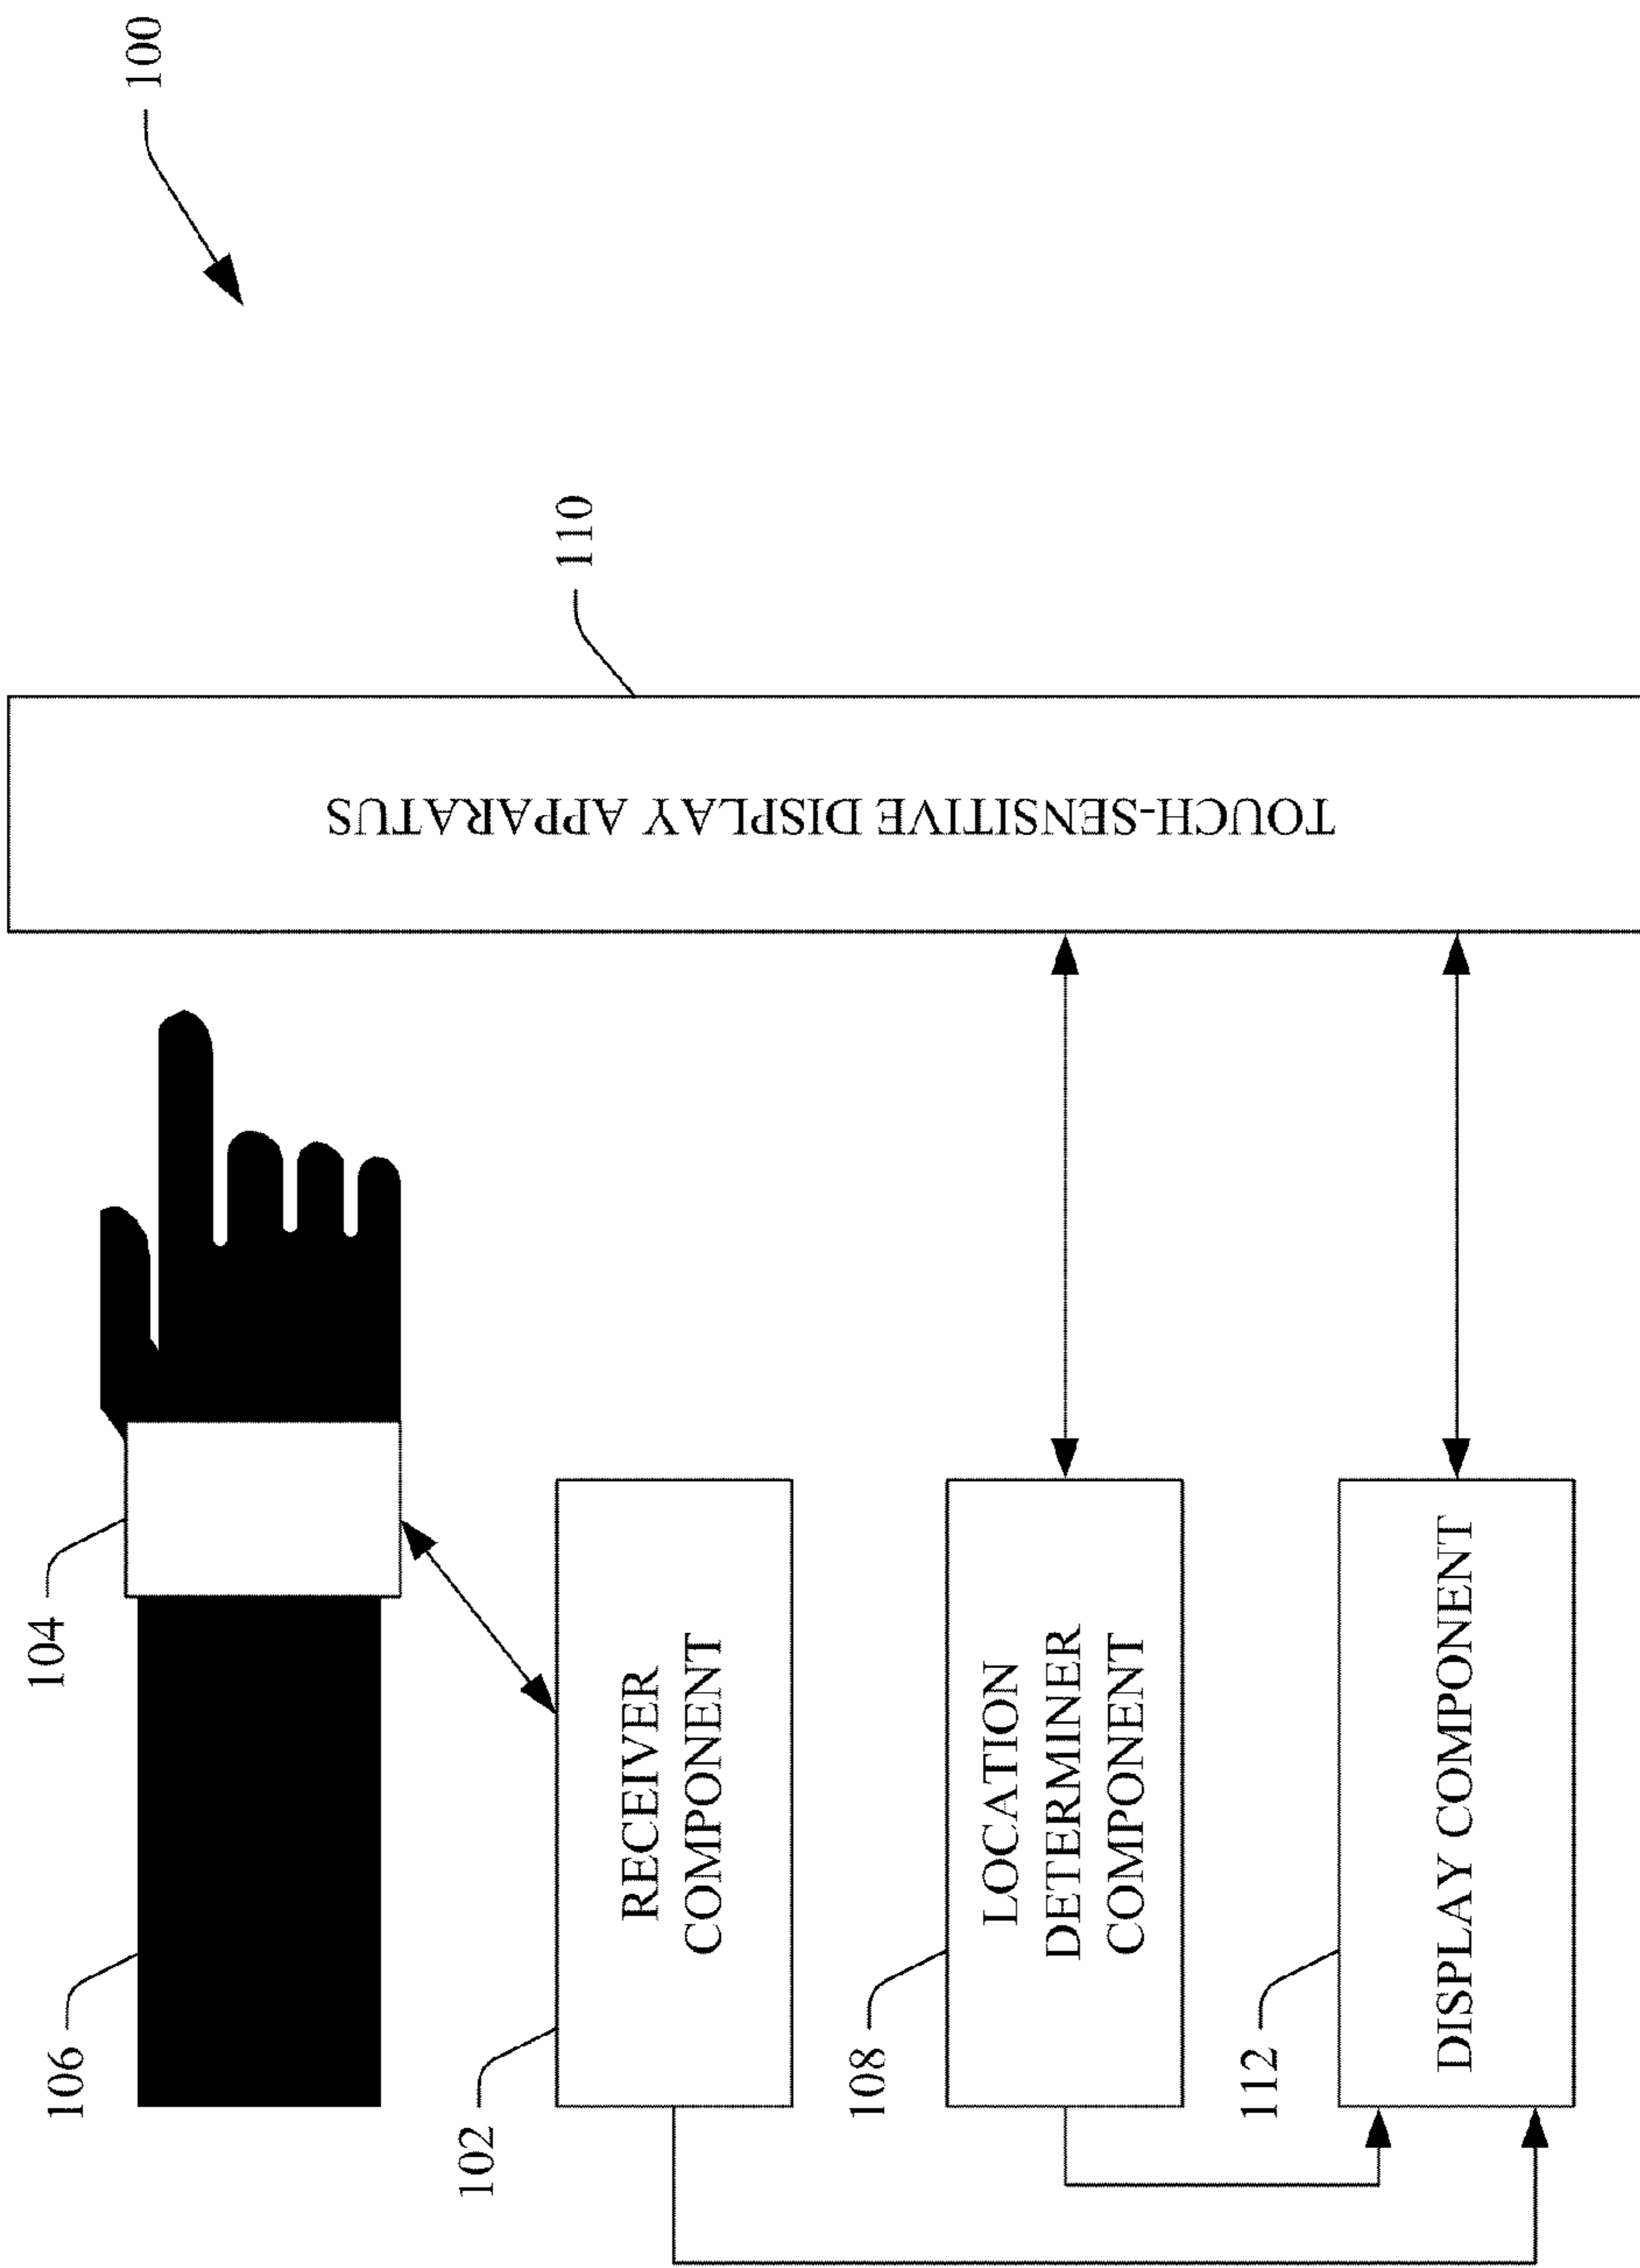 100
110
TOUCH-SENSITIVE DISPLAY APPARATUS
104
106
RECEIVER
COMPONENT
102
LOCATION
DETERMINER
COMPONENT
108
DISPLAY COMPONENT
112